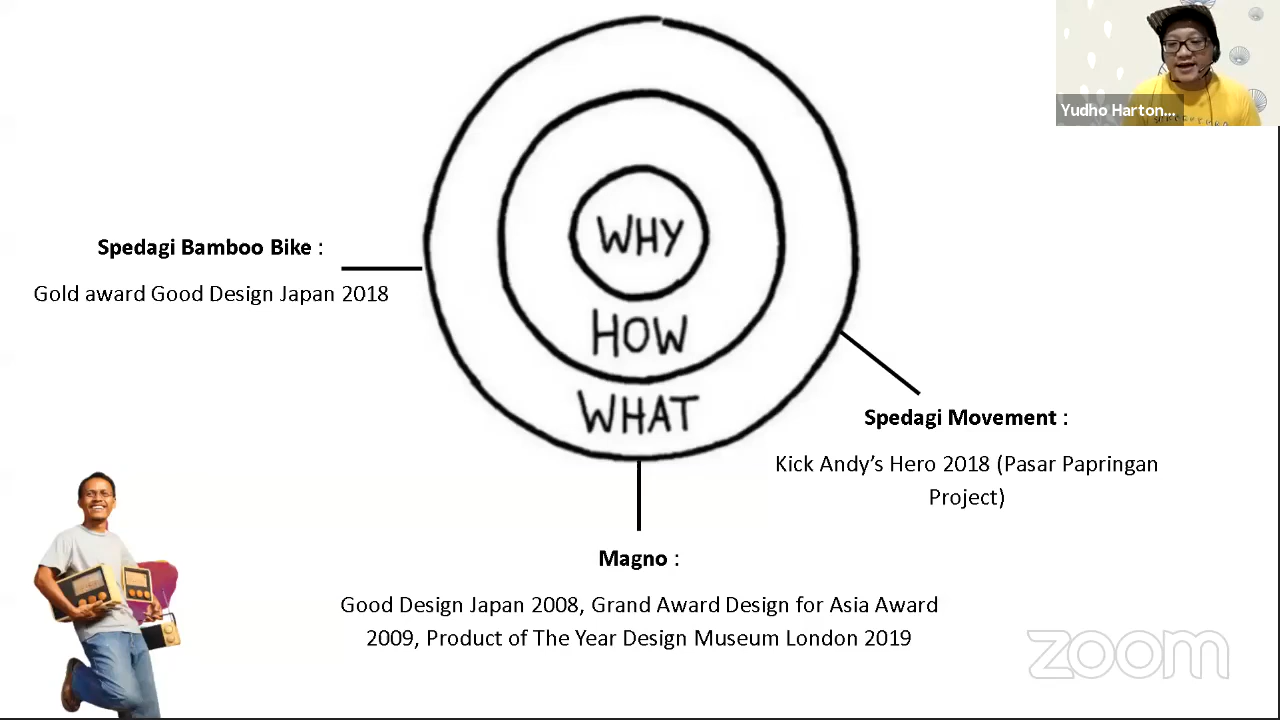 Yudho Harton...
WHY
HOW
WHAT
Spedagi Bamboo Bike :
Gold award Good Design Japan 2018
Spedagi Movement :
Kick Andy’s Hero 2018 (Pasar Papringan
Project)
Magno :
Good Design Japan 2008, Grand Award Design for Asia Award
2009, Product of The Year Design Museum London 2019
zoom